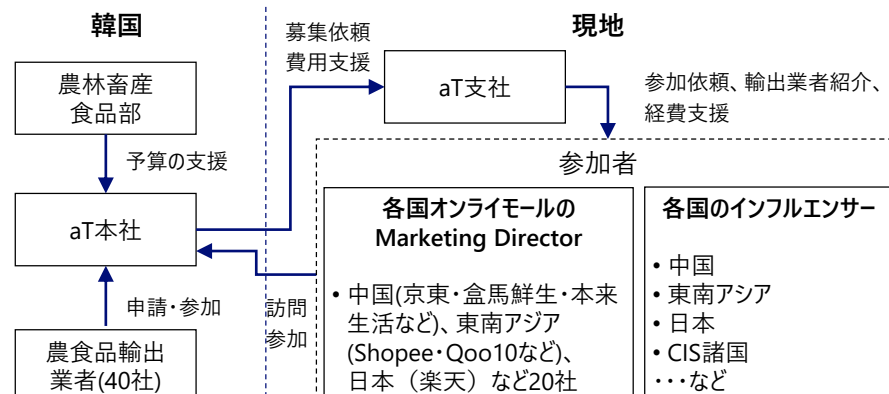 韓国
農林畜産
食品部
予算の支援
aT本社
申請・参加
農食品輸出
業者(40社)
現地
募集依頼
費用支援
aT支社
参加依頼、輸出業者紹介、
経費支援
訪問
参加
参加者
各国オンライモールの
Marketing Director
• 中国(京東・盒馬鮮生・本来
生活など)、東南アジア
(Shopee・Qoo10など)、
日本（楽天）など20社
各国のインフルエンサー
• 中国
• 東南アシア
• 日本
• CIS諸国
・・・など